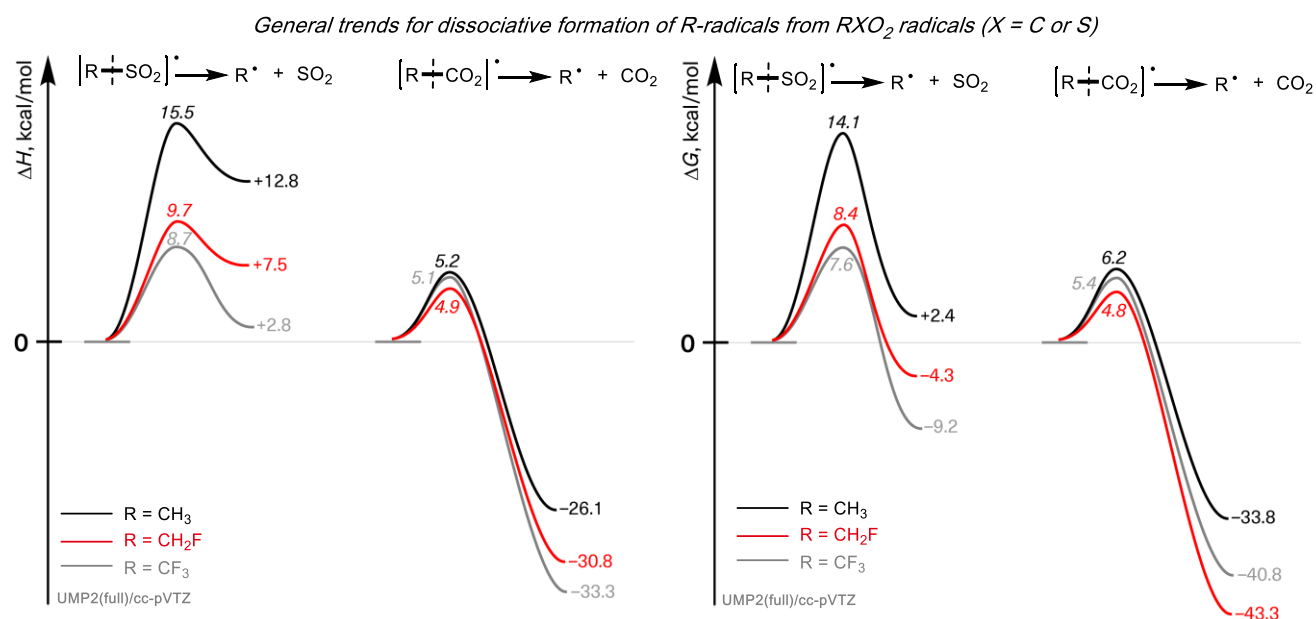 General trends for dissociative formation of R-radicals from RXO₂ radicals (X = C or S)
[R SO₂]• → R• + SO₂
[R CO₂]• → R• + CO₂
[R SO₂]• → R• + SO₂
[R CO₂]• → R• + CO₂
ΔH, kcal/mol
15.5
+12.8
9.7
8.7
+7.5
+2.8
0
5.2
5.1
4.9
−26.1
−30.8
−33.3
R = CH₃
R = CH₂F
R = CF₃
UMP2(full)/cc-pVTZ
ΔG, kcal/mol
14.1
8.4
7.6
+2.4
−4.3
−9.2
0
6.2
5.4
4.8
−33.8
−40.8
−43.3
R = CH₃
R = CH₂F
R = CF₃
UMP2(full)/cc-pVTZ